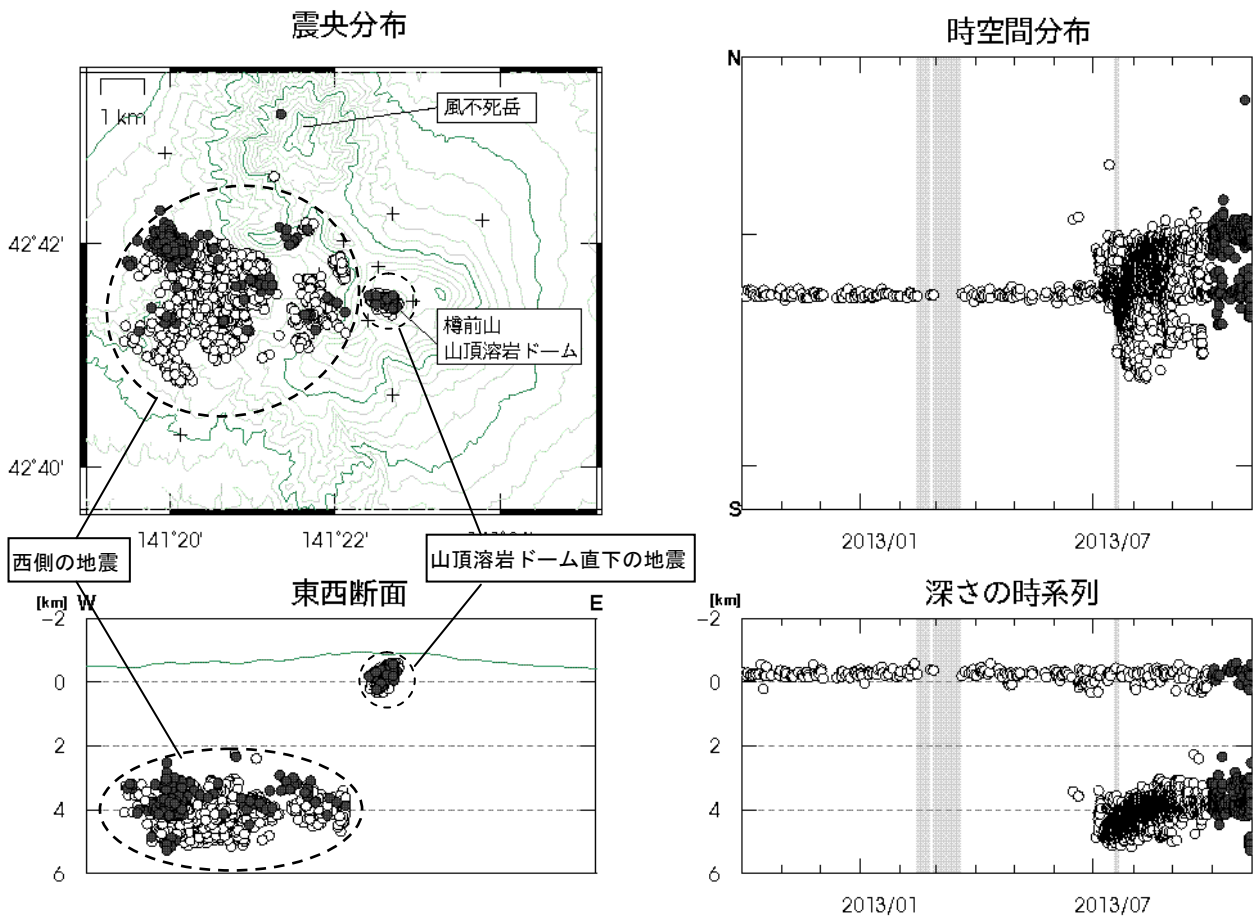 震央分布
1 km
風不死岳
42°42'
樽前山
山頂溶岩ドーム
42°40'
141°20'
141°22'
西側の地震
山頂溶岩ドーム直下の地震
時空間分布
N
S
2013/01
2013/07
東西断面
[km]
W
E
-2
0
2
4
6
深さの時系列
[km]
-2
0
2
4
6
2013/01
2013/07